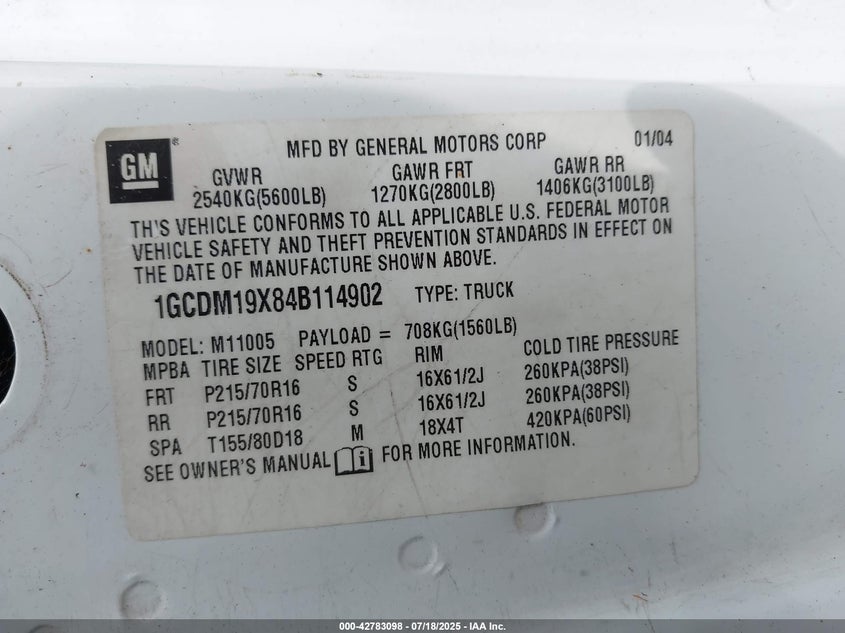 GM ® MFD BY GENERAL MOTORS CORP 01/04
GVWR GAWR FRT GAWR RR
2540KG(5600LB) 1270KG(2800LB) 1406KG(3100LB)
TH'S VEHICLE CONFORMS TO ALL APPLICABLE U.S. FEDERAL MOTOR
VEHICLE SAFETY AND THEFT PREVENTION STANDARDS IN EFFECT ON
THE DATE OF MANUFACTURE SHOWN ABOVE.
1GCDM19X84B114902 TYPE: TRUCK
MODEL: M11005 PAYLOAD = 708KG(1560LB)
MPBA TIRE SIZE SPEED RTG RIM COLD TIRE PRESSURE
FRT P215/70R16 S 16X61/2J 260KPA(38PSI)
RR P215/70R16 S 16X61/2J 260KPA(38PSI)
SPA T155/80D18 M 18X4T 420KPA(60PSI)
SEE OWNER'S MANUAL i FOR MORE INFORMATION.
000-42783098 - 07/18/2025 - IAA Inc.